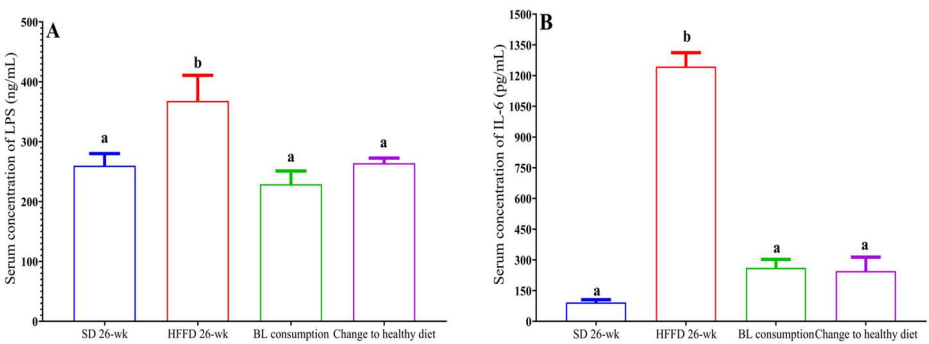 A
Serum concentration of LPS (ng/mL)
500
400
300
200
100
0
a
b
a
a
SD 26-wk
HFFD 26-wk
BL consumption
Change to healthy diet
B
Serum concentration of IL-6 (pg/mL)
1500
1350
1200
1050
900
750
600
450
300
150
0
a
b
a
a
SD 26-wk
HFFD 26-wk
BL consumption
Change to healthy diet